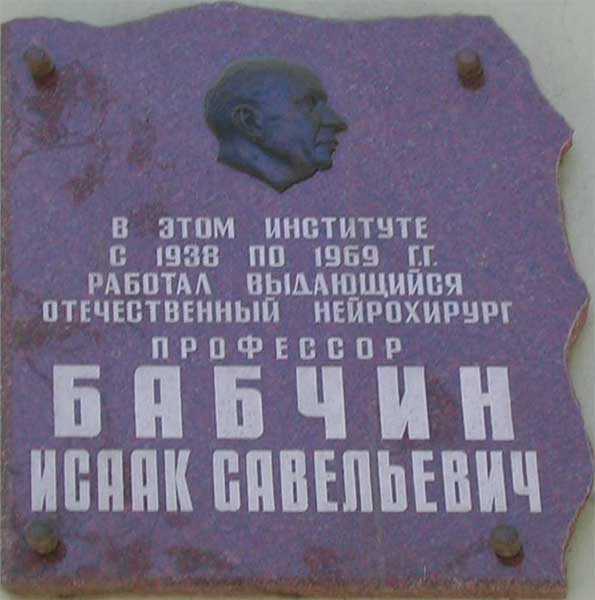 В ЭТОМ ИНСТИТУТЕ
С 1938 ПО 1969 Г.Г.
РАБОТАЛ ВЫДАЮЩИЙСЯ
ОТЕЧЕСТВЕННЫЙ НЕЙРОХИРУРГ
ПРОФЕССОР
БАБЧИН
ИСААК САВЕЛЬЕВИЧ